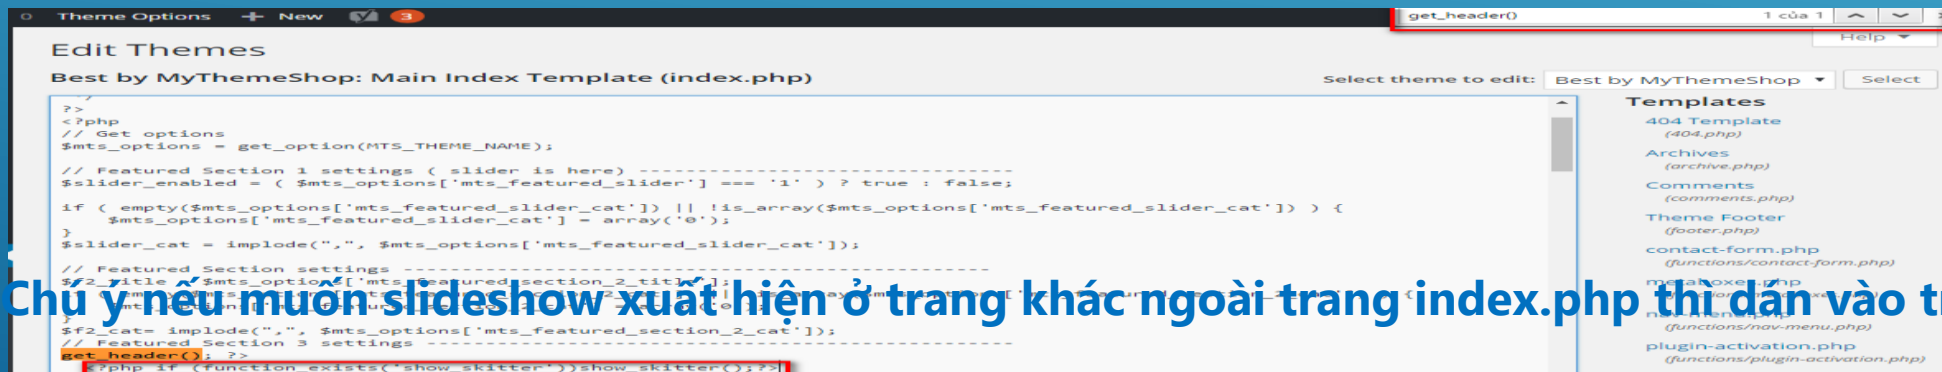 Theme Options + New 3
get_header() 1 của 1
Help
Edit Themes
Best by MyThemeShop: Main Index Template (index.php)
Select theme to edit: Best by MyThemeShop Select
?>
<?php
// Get options
$mts_options = get_option(MTS_THEME_NAME);
// Featured Section 1 settings ( slider is here) ----------------------------------
$slider_enabled = ( $mts_options['mts_featured_slider'] === '1' ) ? true : false;
if ( empty($mts_options['mts_featured_slider_cat']) || !is_array($mts_options['mts_featured_slider_cat']) ) {
$mts_options['mts_featured_slider_cat'] = array('0');
}
$slider_cat = implode(",", $mts_options['mts_featured_slider_cat']);
// Featured Section settings --------------------------------------------------
Chú ý nếu muốn slideshow xuất hiện ở trang khác ngoài trang index.php thì dán vào
}
$f2_cat= implode(",", $mts_options['mts_featured_section_2_cat']);
// Featured Section 3 settings --------------------------------------------------
get_header(); ?>
<?php if (function_exists('show_skitter'))show_skitter();?>
Templates
404 Template
(404.php)
Archives
(archive.php)
Comments
(comments.php)
Theme Footer
(footer.php)
contact-form.php
(functions/contact-form.php)
metaboxes.php
nav-menu.php
(functions/nav-menu.php)
plugin-activation.php
(functions/plugin-activation.php)